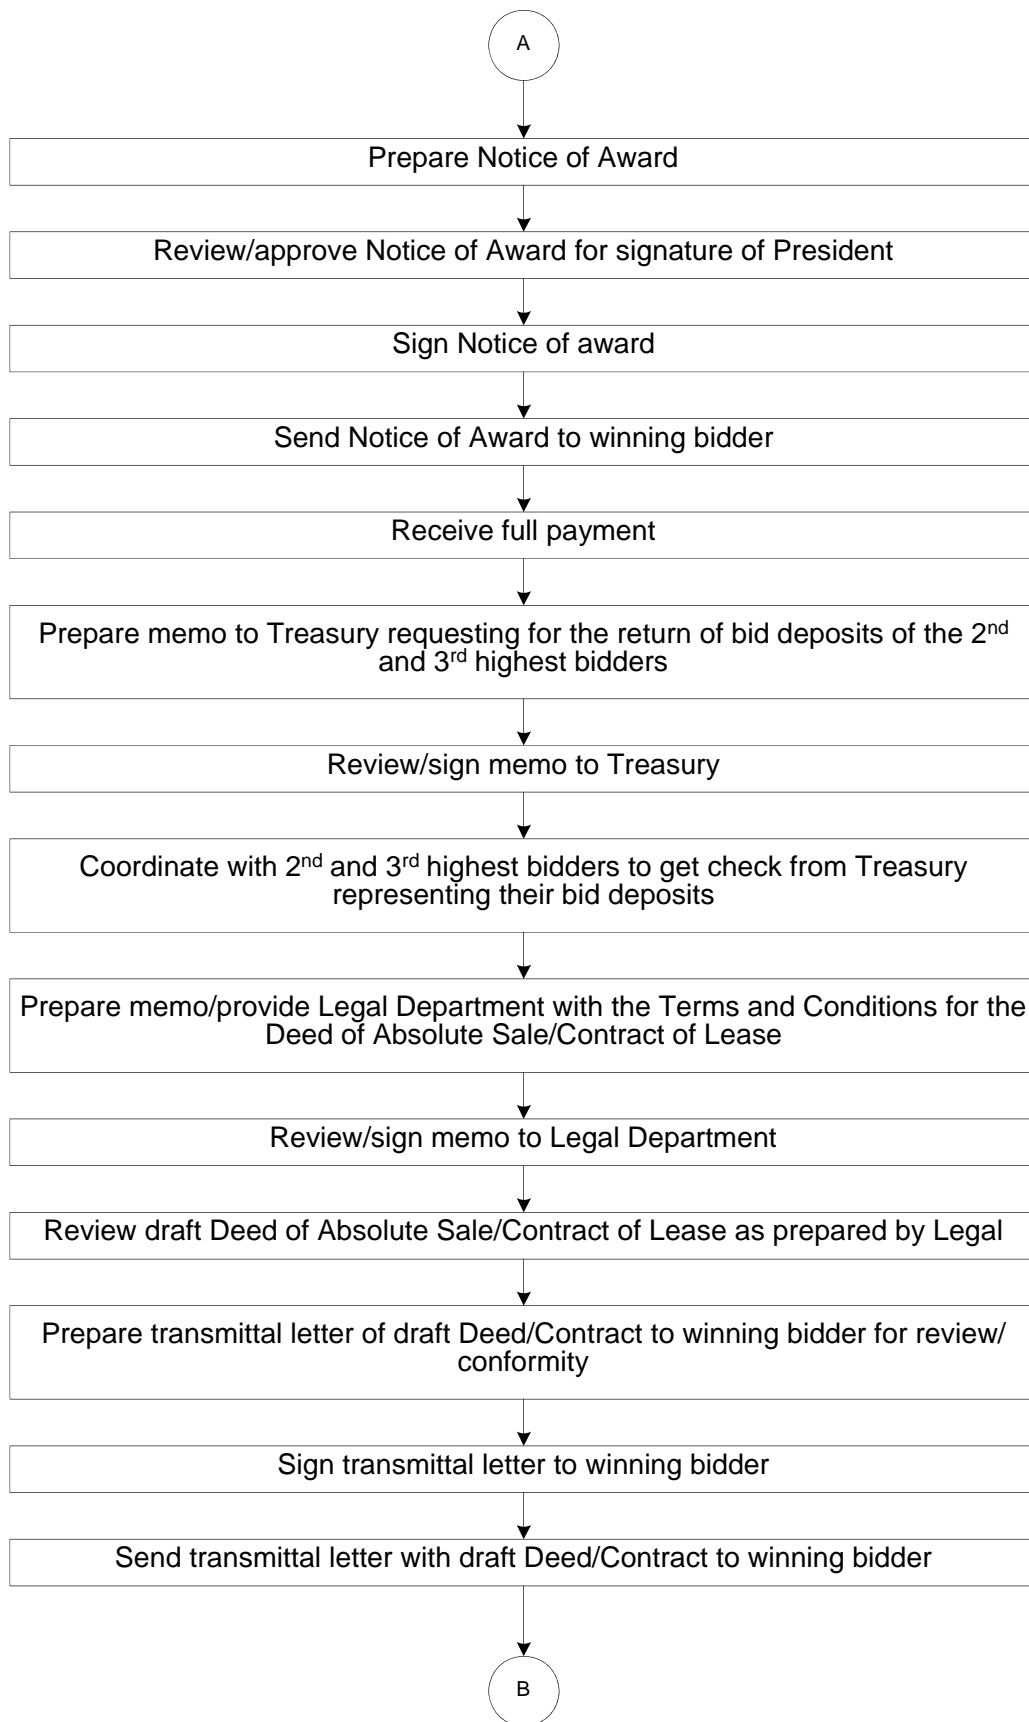 A
Prepare Notice of Award
Review/approve Notice of Award for signature of President
Sign Notice of award
Send Notice of Award to winning bidder
Receive full payment
Prepare memo to Treasury requesting for the return of bid deposits of the 2nd
and 3rd highest bidders
Review/sign memo to Treasury
Coordinate with 2nd and 3rd highest bidders to get check from Treasury
representing their bid deposits
Prepare memo/provide Legal Department with the Terms and Conditions for the
Deed of Absolute Sale/Contract of Lease
Review/sign memo to Legal Department
Review draft Deed of Absolute Sale/Contract of Lease as prepared by Legal
Prepare transmittal letter of draft Deed/Contract to winning bidder for review/
conformity
Sign transmittal letter to winning bidder
Send transmittal letter with draft Deed/Contract to winning bidder
B